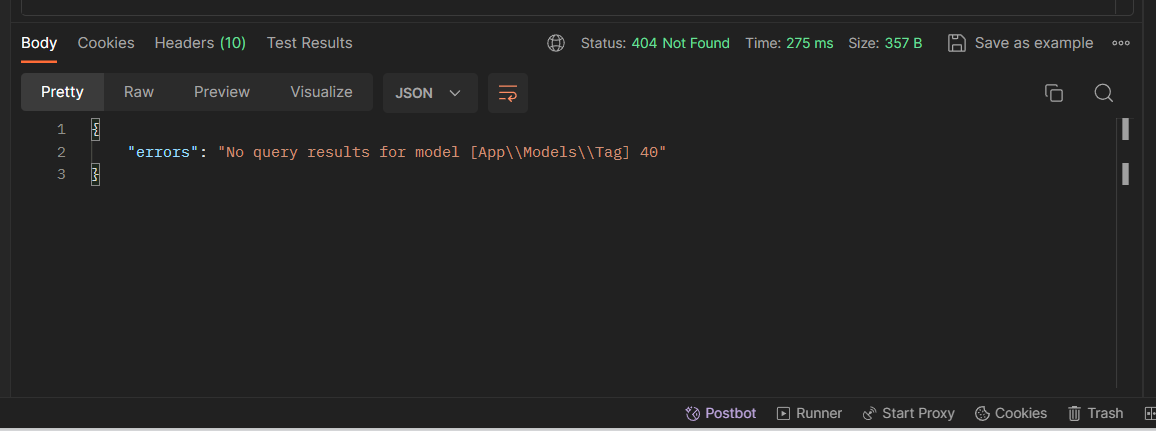 Body Cookies Headers (10) Test Results Status: 404 Not Found Time: 275 ms Size: 357 B Save as example
Pretty Raw Preview Visualize JSON
1 {
2 "errors": "No query results for model [App\\Models\\Tag] 40"
3 }
Postbot Runner Start Proxy Cookies Trash